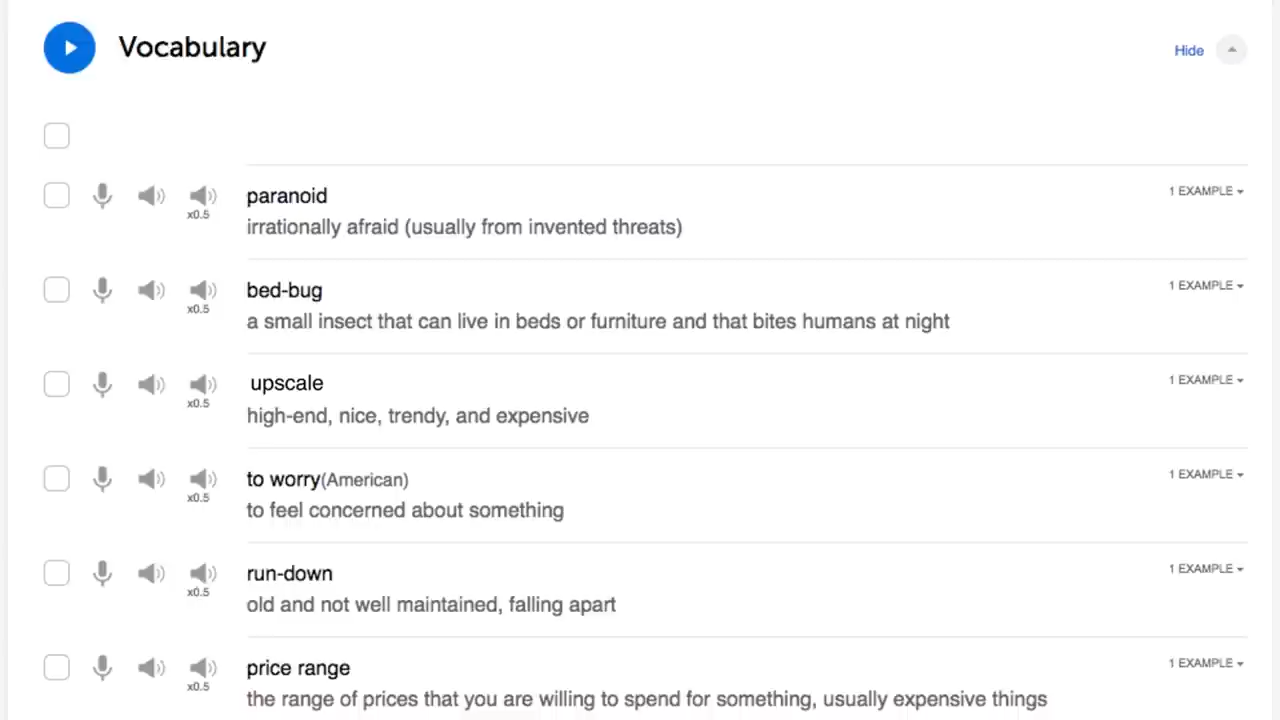 Vocabulary
Hide
paranoid
1 EXAMPLE
x0.5
irrationally afraid (usually from invented threats)
bed-bug
1 EXAMPLE
x0.5
a small insect that can live in beds or furniture and that bites humans at night
upscale
1 EXAMPLE
x0.5
high-end, nice, trendy, and expensive
to worry(American)
1 EXAMPLE
x0.5
to feel concerned about something
run-down
1 EXAMPLE
x0.5
old and not well maintained, falling apart
price range
1 EXAMPLE
x0.5
the range of prices that you are willing to spend for something, usually expensive things